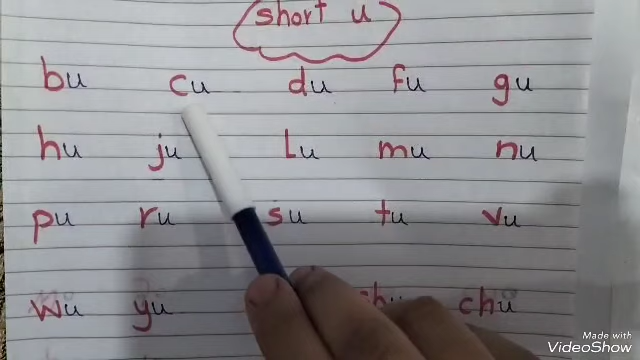 short u
bu cu du fu gu
hu ju Lu mu nu
pu ru su tu vu
wu yu shu chu
Made with
VideoShow